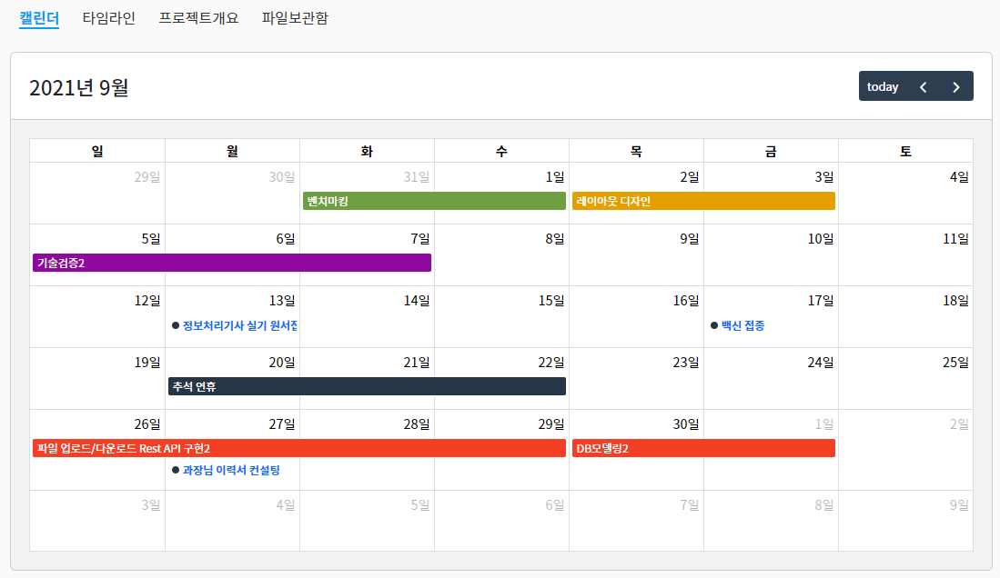 캘린더 타임라인 프로젝트개요 파일보관함
2021년 9월
today
일 월 화 수 목 금 토
29일 30일 31일 1일 2일 3일 4일
벤치마킹 레이아웃 디자인
5일 6일 7일 8일 9일 10일 11일
기술검증2
12일 13일 14일 15일 16일 17일 18일
정보처리기사 실기 원서접 백신 접종
19일 20일 21일 22일 23일 24일 25일
추석 연휴
26일 27일 28일 29일 30일 1일 2일
파일 업로드/다운로드 Rest API 구현2 DB모델링2
과장님 이력서 컨설팅
3일 4일 5일 6일 7일 8일 9일